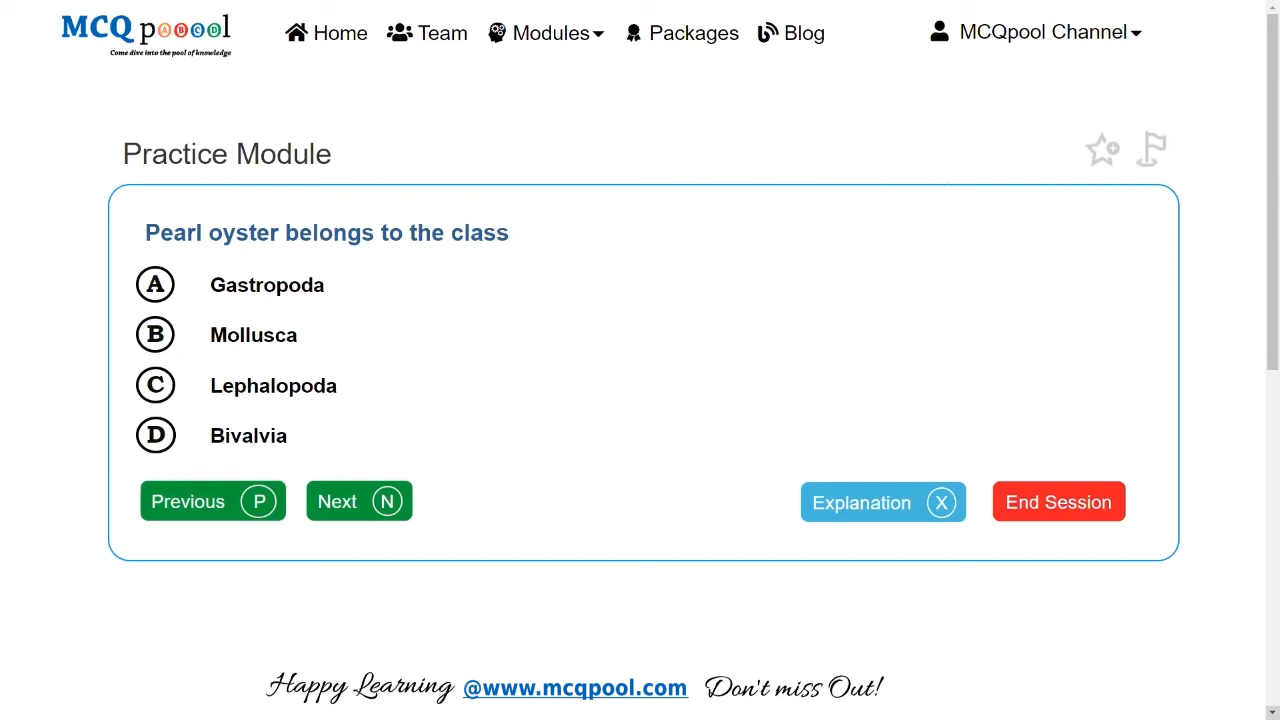 MCQ pooool
Come dive into the pool of knowledge
Home Team Modules Packages Blog MCQpool Channel
Practice Module
Pearl oyster belongs to the class
A Gastropoda
B Mollusca
C Lephalopoda
D Bivalvia
Previous P Next N Explanation X End Session
Happy Learning @www.mcqpool.com Don't miss Out!